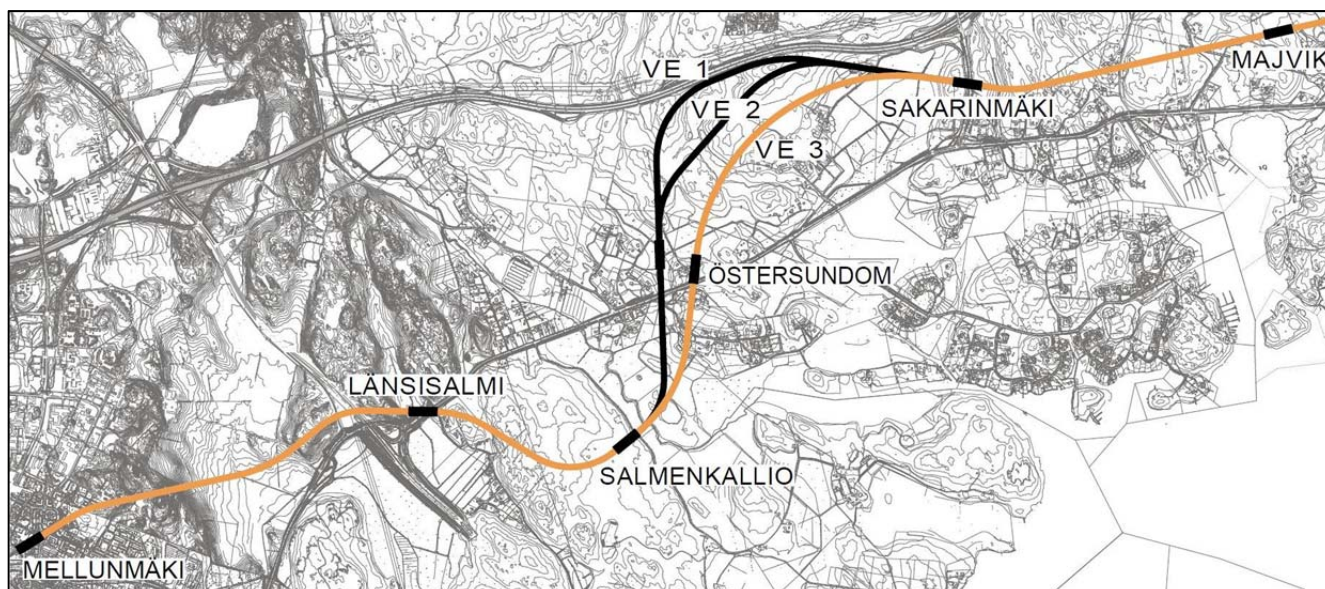 VE 1
MAJVIK
VE 2
SAKARINMÄKI
VE 3
ÖSTERSUNDOM
LÄNSISALMI
SALMENKALLIO
MELLUNMÄKI